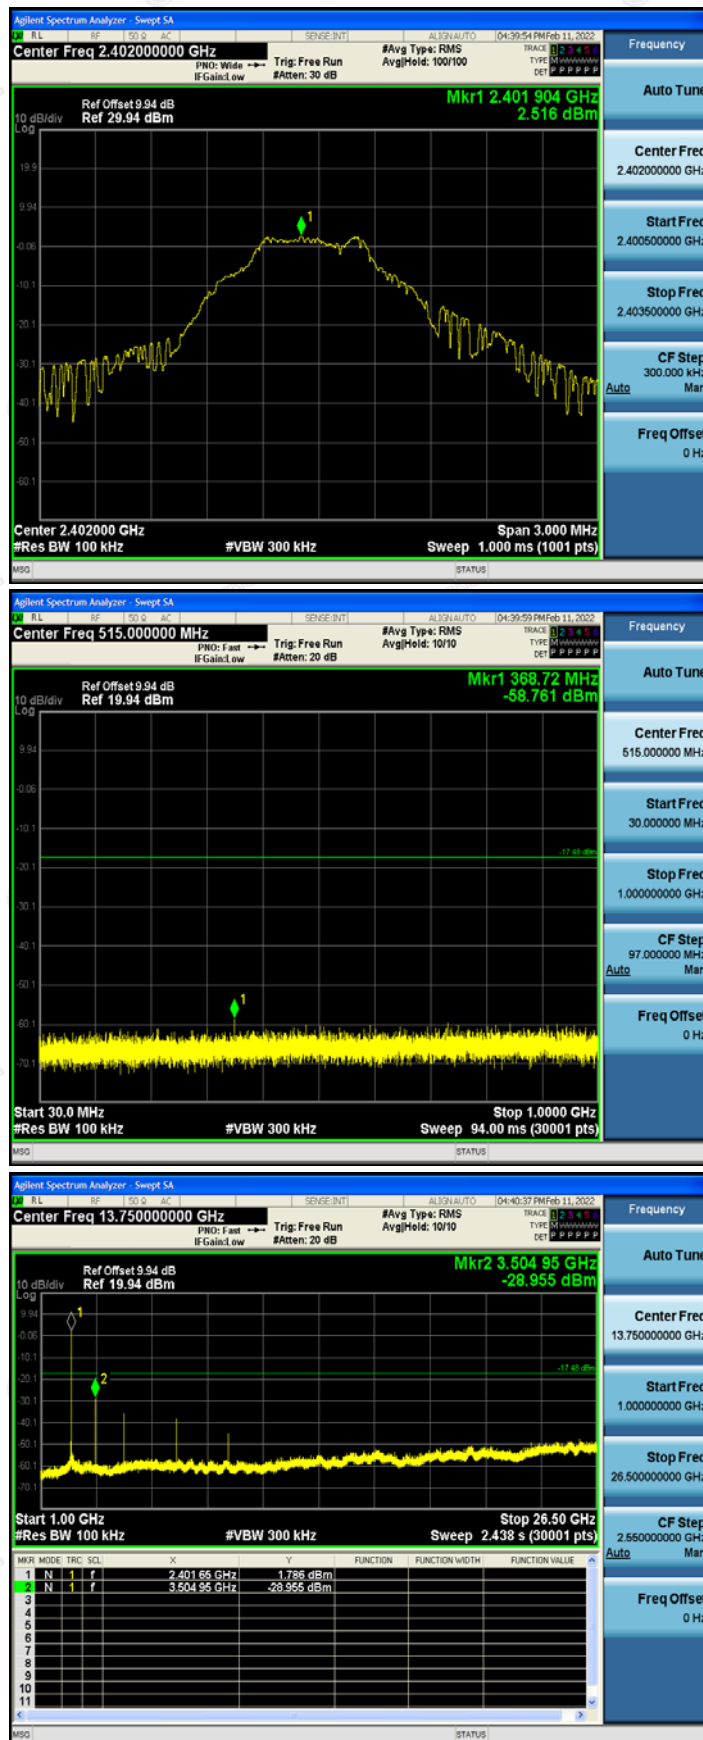 Agilent Spectrum Analyzer - Swept SA
RL RF 50 Ω AC SENSE:INT ALIGNAUTO 04:39:54 PM Feb 11, 2022
Center Freq 2.402000000 GHz
PNO: Wide
IFGain:Low
Trig: Free Run
#Atten: 30 dB
#Avg Type: RMS
Avg|Hold: 100/100
TRACE 1 2 3 4 5 6
TYPE M
DET P P P P P P
Ref Offset 9.94 dB
Ref 29.94 dBm
10 dB/div
Log
Mkr1 2.401 904 GHz
2.516 dBm
19.9
9.94
-0.06
-10.1
-20.1
-30.1
-40.1
-50.1
-60.1
1
Center 2.402000 GHz
#Res BW 100 kHz
#VBW 300 kHz
Span 3.000 MHz
Sweep 1.000 ms (1001 pts)
MSG STATUS
Frequency
Auto Tune
Center Freq
2.402000000 GHz
Start Freq
2.400500000 GHz
Stop Freq
2.403500000 GHz
CF Step
300.000 kHz
Auto Man
Freq Offset
0 Hz
Agilent Spectrum Analyzer - Swept SA
RL RF 50 Ω AC SENSE:INT ALIGNAUTO 04:39:59 PM Feb 11, 2022
Center Freq 515.000000 MHz
PNO: Fast
IFGain:Low
Trig: Free Run
#Atten: 20 dB
#Avg Type: RMS
Avg|Hold: 10/10
TRACE 1 2 3 4 5 6
TYPE M
DET P P P P P P
Ref Offset 9.94 dB
Ref 19.94 dBm
10 dB/div
Log
Mkr1 368.72 MHz
-58.761 dBm
9.94
-0.06
-10.1
-20.1
-30.1
-40.1
-50.1
-60.1
-70.1
-17.48 dBm
1
Start 30.0 MHz
#Res BW 100 kHz
#VBW 300 kHz
Stop 1.0000 GHz
Sweep 94.00 ms (30001 pts)
MSG STATUS
Frequency
Auto Tune
Center Freq
515.000000 MHz
Start Freq
30.000000 MHz
Stop Freq
1.000000000 GHz
CF Step
97.000000 MHz
Auto Man
Freq Offset
0 Hz
Agilent Spectrum Analyzer - Swept SA
RL RF 50 Ω AC SENSE:INT ALIGNAUTO 04:40:37 PM Feb 11, 2022
Center Freq 13.750000000 GHz
PNO: Fast
IFGain:Low
Trig: Free Run
#Atten: 20 dB
#Avg Type: RMS
Avg|Hold: 10/10
TRACE 1 2 3 4 5 6
TYPE M
DET P P P P P P
Ref Offset 9.94 dB
Ref 19.94 dBm
10 dB/div
Log
Mkr2 3.504 95 GHz
-28.955 dBm
9.94
-0.06
-10.1
-20.1
-30.1
-40.1
-50.1
-60.1
-70.1
-17.48 dBm
1
2
Start 1.00 GHz
#Res BW 100 kHz
#VBW 300 kHz
Stop 26.50 GHz
Sweep 2.438 s (30001 pts)
MKR MODE TRC SCL X Y FUNCTION FUNCTION WIDTH FUNCTION VALUE
1 N 1 f 2.401 65 GHz 1.786 dBm
2 N 1 f 3.504 95 GHz -28.955 dBm
3
4
5
6
7
8
9
10
11
MSG STATUS
Frequency
Auto Tune
Center Freq
13.750000000 GHz
Start Freq
1.000000000 GHz
Stop Freq
26.500000000 GHz
CF Step
2.550000000 GHz
Auto Man
Freq Offset
0 Hz